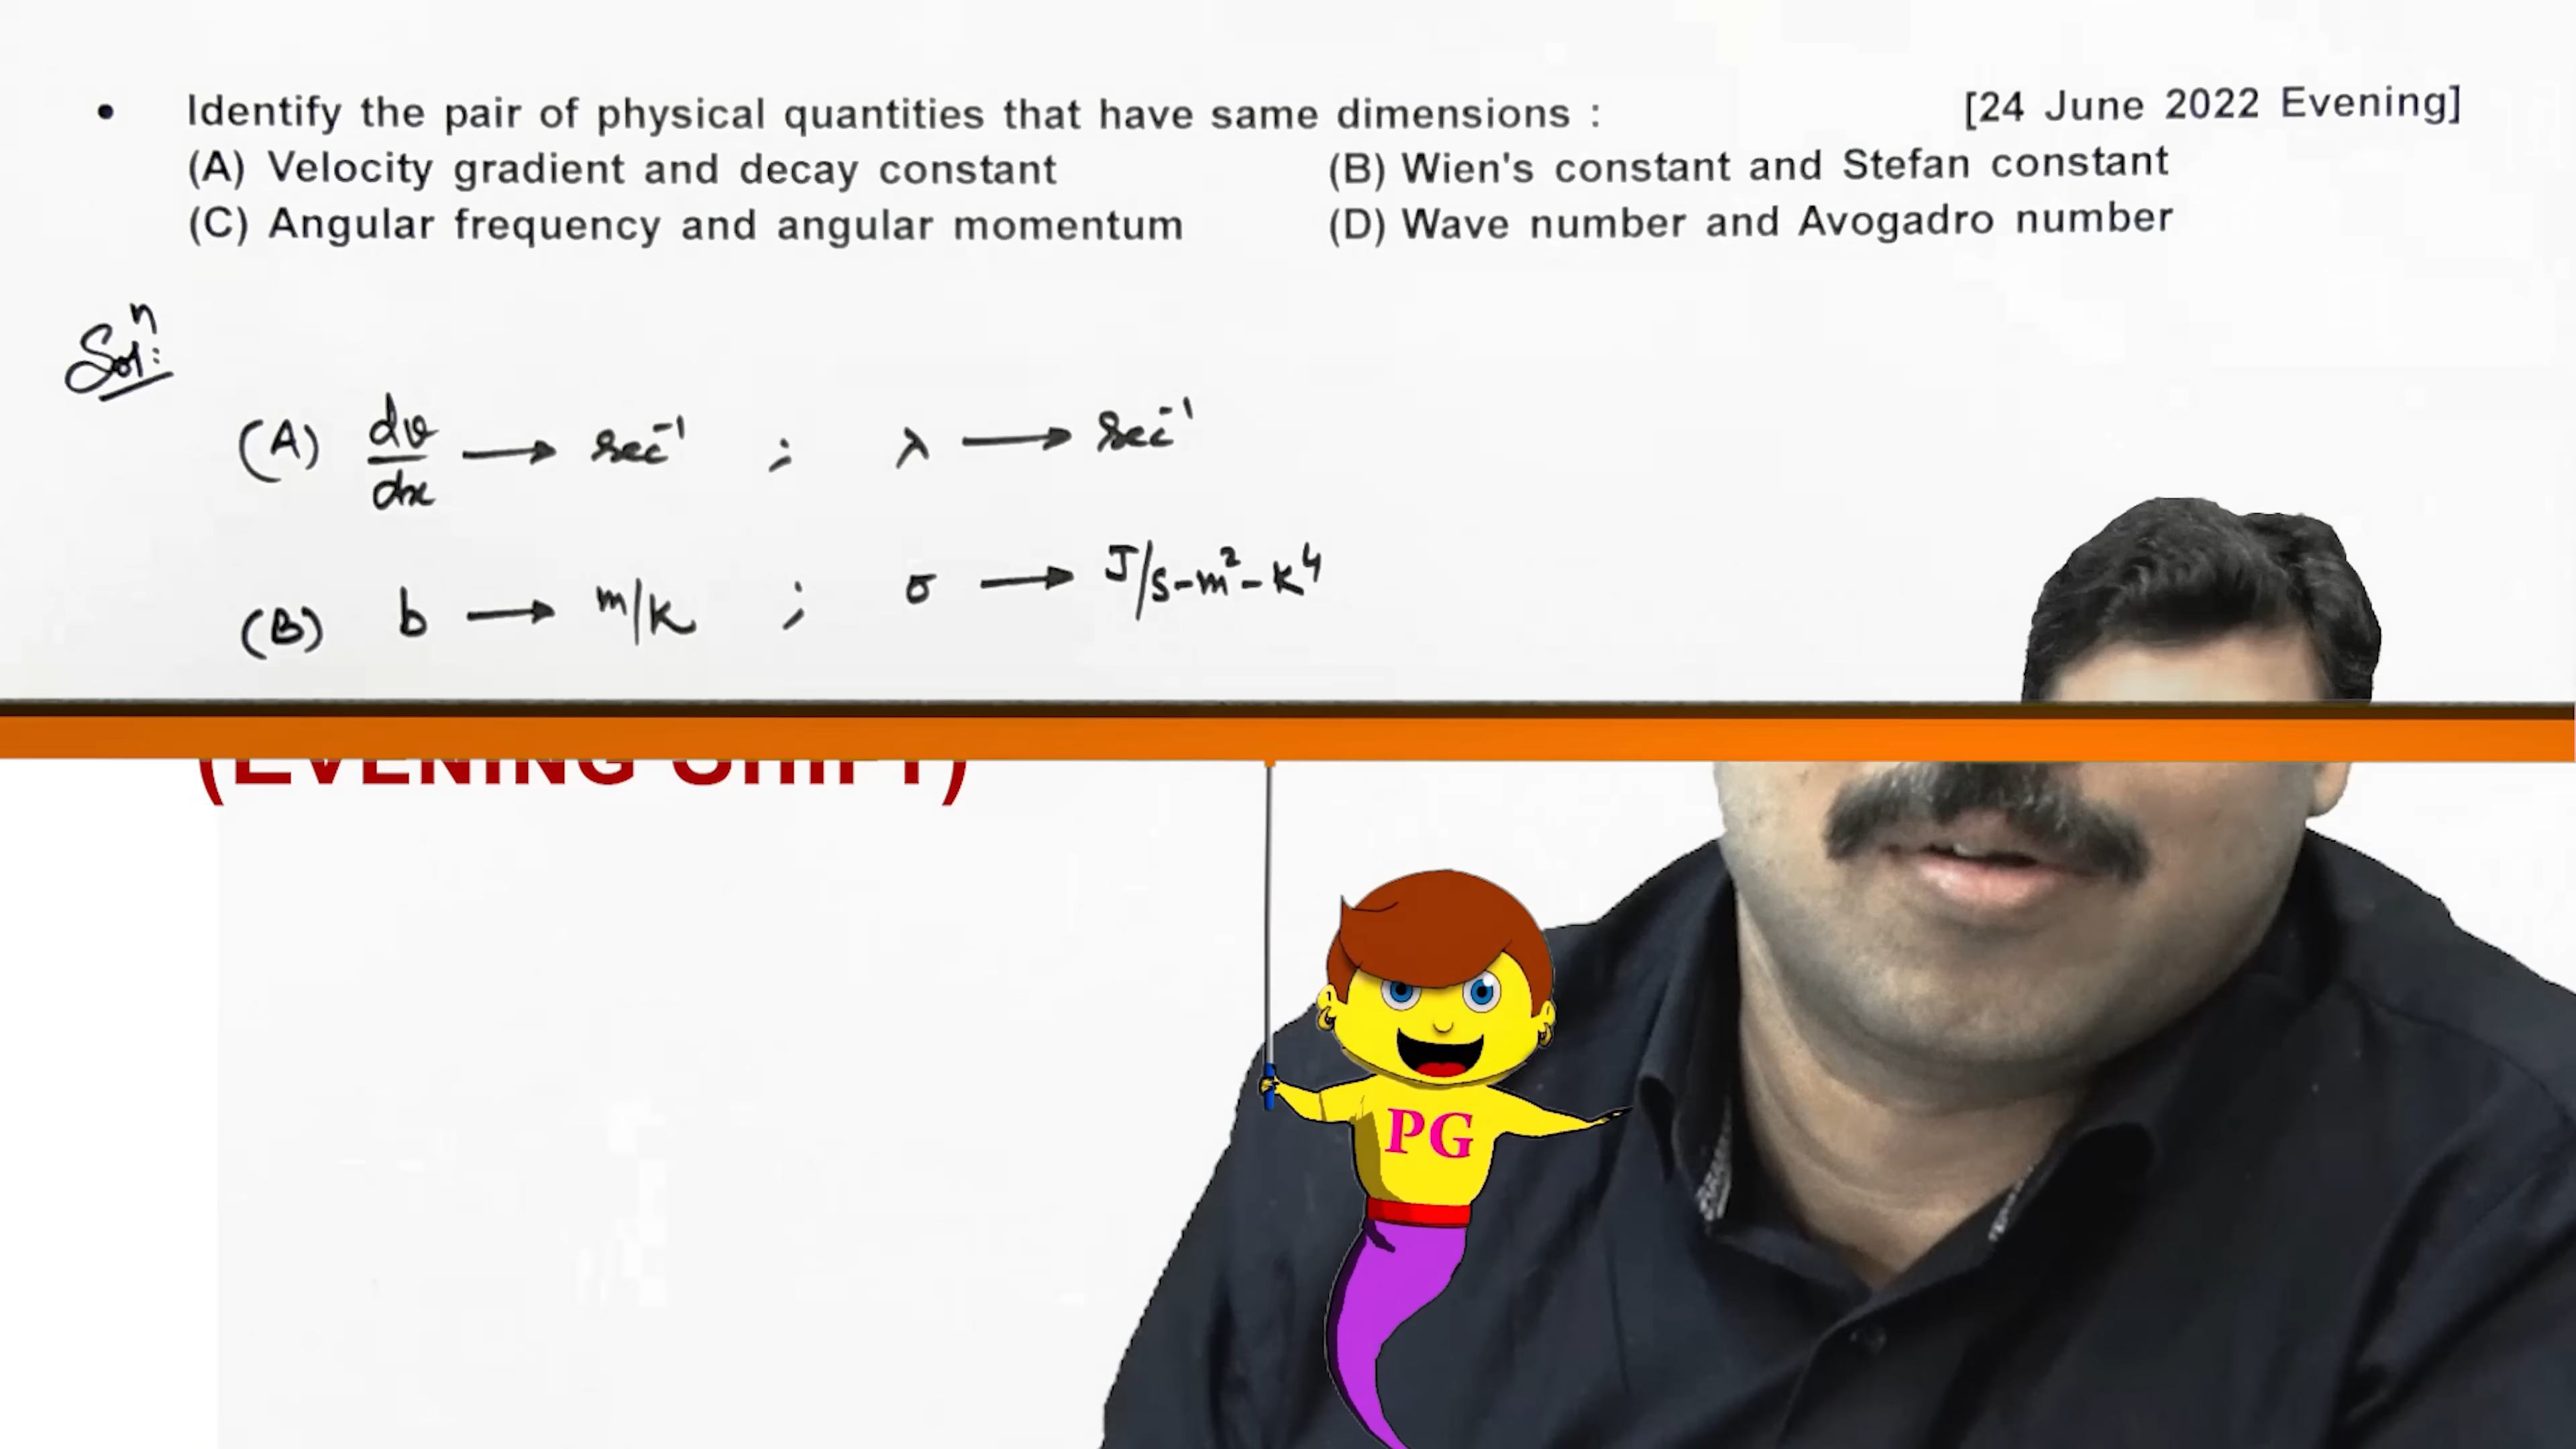 • Identify the pair of physical quantities that have same dimensions : [24 June 2022 Evening]
(A) Velocity gradient and decay constant (B) Wien's constant and Stefan constant
(C) Angular frequency and angular momentum (D) Wave number and Avogadro number
Solⁿ:
(A) dv/dx → sec⁻¹ ; λ → sec⁻¹
(B) b → m/K ; σ → J/s-m²-K⁴
(EVENING SHIFT)
PG